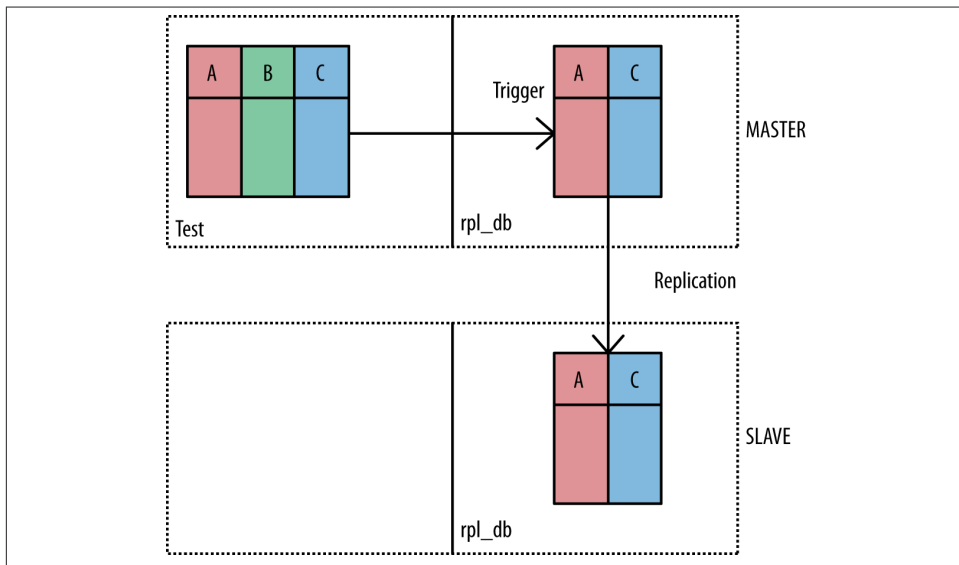 A B C
Trigger
A C
MASTER
Test
rpl_db
Replication
A C
SLAVE
rpl_db